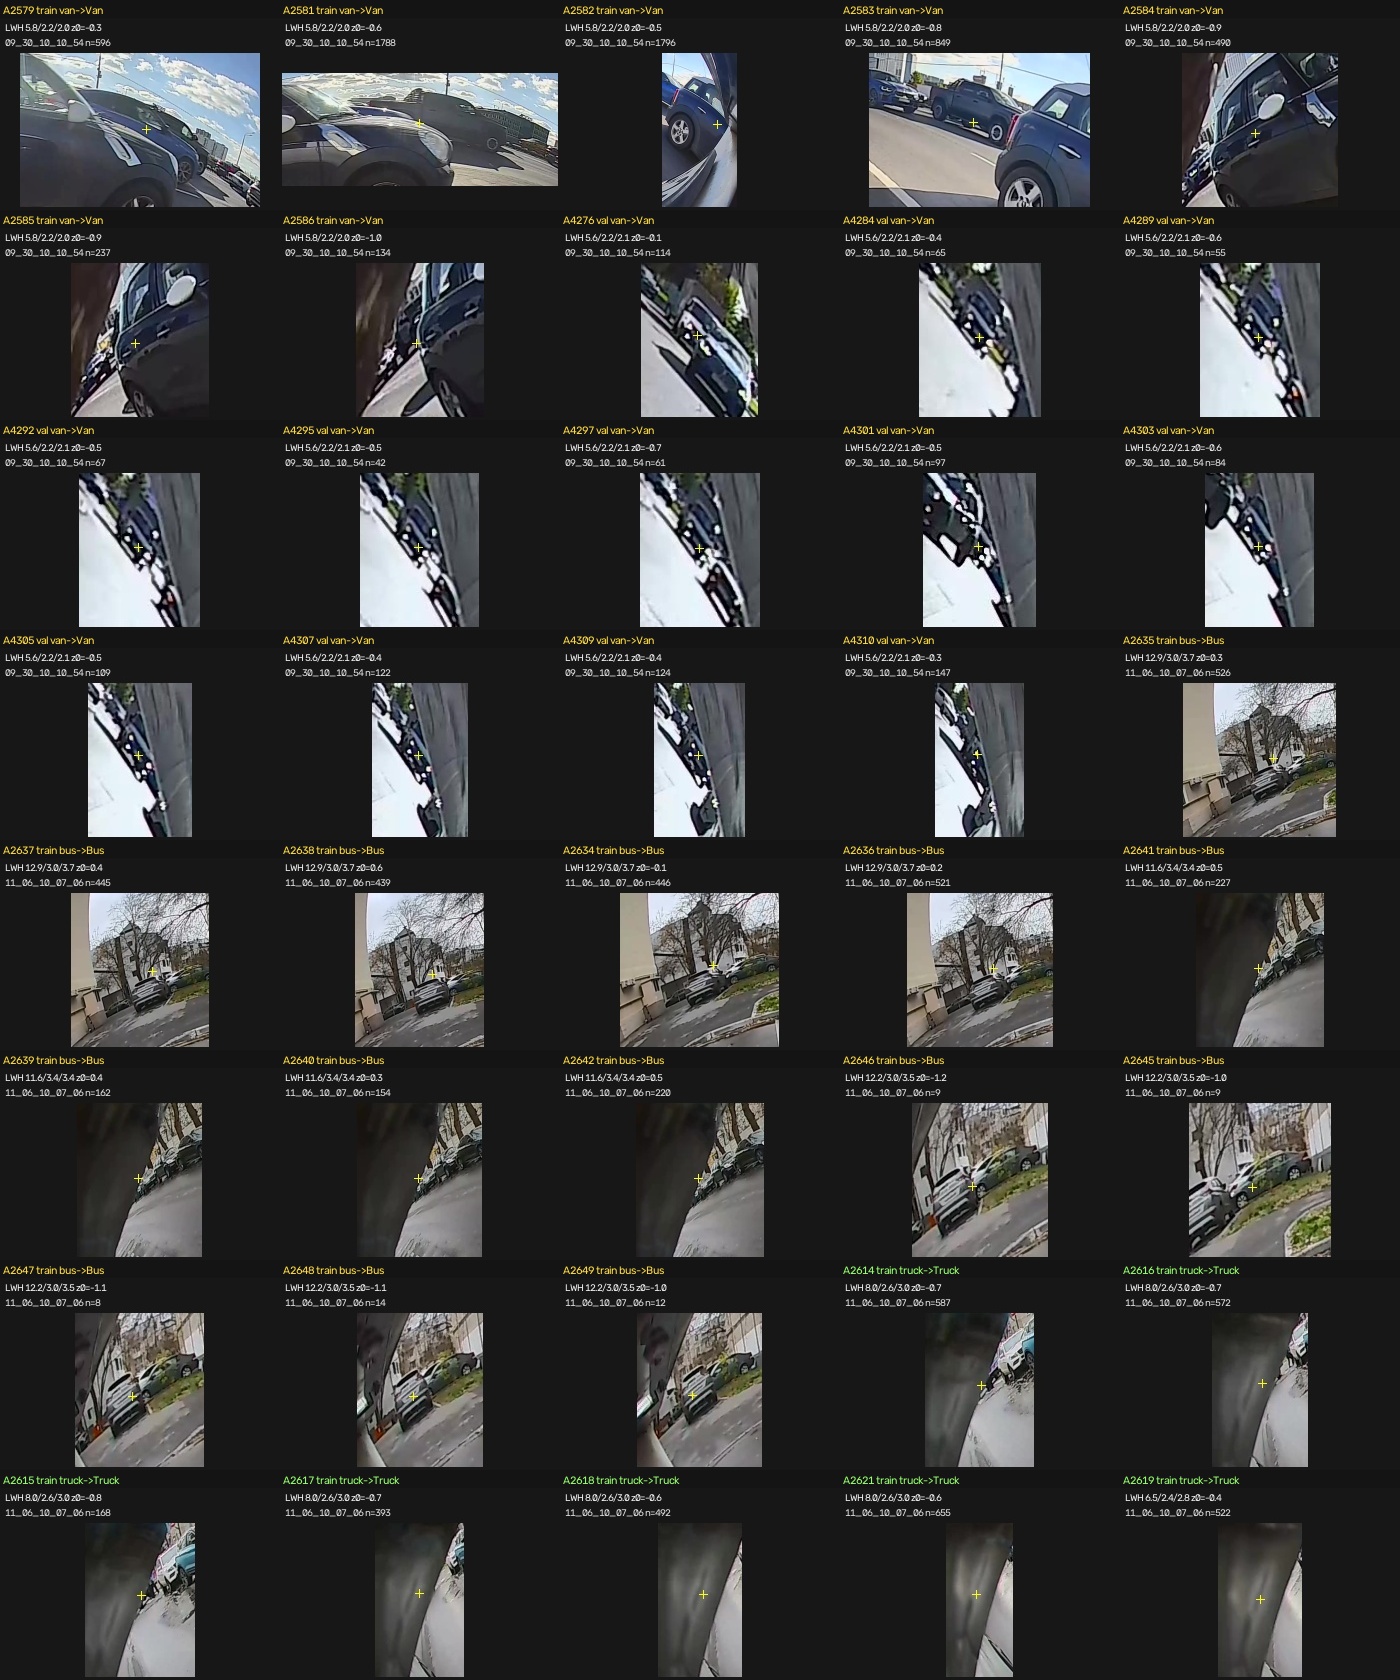 A2579 train van->Van
LWH 5.8/2.2/2.0 z0=-0.3
09_30_10_10_54 n=596
A2581 train van->Van
LWH 5.8/2.2/2.0 z0=-0.6
09_30_10_10_54 n=1788
A2582 train van->Van
LWH 5.8/2.2/2.0 z0=-0.5
09_30_10_10_54 n=1796
A2583 train van->Van
LWH 5.8/2.2/2.0 z0=-0.8
09_30_10_10_54 n=849
A2584 train van->Van
LWH 5.8/2.2/2.0 z0=-0.9
09_30_10_10_54 n=490
A2585 train van->Van
LWH 5.8/2.2/2.0 z0=-0.9
09_30_10_10_54 n=237
A2586 train van->Van
LWH 5.8/2.2/2.0 z0=-1.0
09_30_10_10_54 n=134
A4276 val van->Van
LWH 5.6/2.2/2.1 z0=-0.1
09_30_10_10_54 n=114
A4284 val van->Van
LWH 5.6/2.2/2.1 z0=-0.4
09_30_10_10_54 n=65
A4289 val van->Van
LWH 5.6/2.2/2.1 z0=-0.6
09_30_10_10_54 n=55
A4292 val van->Van
LWH 5.6/2.2/2.1 z0=-0.5
09_30_10_10_54 n=67
A4295 val van->Van
LWH 5.6/2.2/2.1 z0=-0.5
09_30_10_10_54 n=42
A4297 val van->Van
LWH 5.6/2.2/2.1 z0=-0.7
09_30_10_10_54 n=61
A4301 val van->Van
LWH 5.6/2.2/2.1 z0=-0.5
09_30_10_10_54 n=97
A4303 val van->Van
LWH 5.6/2.2/2.1 z0=-0.6
09_30_10_10_54 n=84
A4305 val van->Van
LWH 5.6/2.2/2.1 z0=-0.5
09_30_10_10_54 n=109
A4307 val van->Van
LWH 5.6/2.2/2.1 z0=-0.4
09_30_10_10_54 n=122
A4309 val van->Van
LWH 5.6/2.2/2.1 z0=-0.4
09_30_10_10_54 n=124
A4310 val van->Van
LWH 5.6/2.2/2.1 z0=-0.3
09_30_10_10_54 n=147
A2635 train bus->Bus
LWH 12.9/3.0/3.7 z0=0.3
11_06_10_07_06 n=526
A2637 train bus->Bus
LWH 12.9/3.0/3.7 z0=0.4
11_06_10_07_06 n=445
A2638 train bus->Bus
LWH 12.9/3.0/3.7 z0=0.6
11_06_10_07_06 n=439
A2634 train bus->Bus
LWH 12.9/3.0/3.7 z0=-0.1
11_06_10_07_06 n=446
A2636 train bus->Bus
LWH 12.9/3.0/3.7 z0=0.2
11_06_10_07_06 n=521
A2641 train bus->Bus
LWH 11.6/3.4/3.4 z0=0.5
11_06_10_07_06 n=227
A2639 train bus->Bus
LWH 11.6/3.4/3.4 z0=0.4
11_06_10_07_06 n=162
A2640 train bus->Bus
LWH 11.6/3.4/3.4 z0=0.3
11_06_10_07_06 n=154
A2642 train bus->Bus
LWH 11.6/3.4/3.4 z0=0.5
11_06_10_07_06 n=220
A2646 train bus->Bus
LWH 12.2/3.0/3.5 z0=-1.2
11_06_10_07_06 n=9
A2645 train bus->Bus
LWH 12.2/3.0/3.5 z0=-1.0
11_06_10_07_06 n=9
A2647 train bus->Bus
LWH 12.2/3.0/3.5 z0=-1.1
11_06_10_07_06 n=8
A2648 train bus->Bus
LWH 12.2/3.0/3.5 z0=-1.1
11_06_10_07_06 n=14
A2649 train bus->Bus
LWH 12.2/3.0/3.5 z0=-1.0
11_06_10_07_06 n=12
A2614 train truck->Truck
LWH 8.0/2.6/3.0 z0=-0.7
11_06_10_07_06 n=587
A2616 train truck->Truck
LWH 8.0/2.6/3.0 z0=-0.7
11_06_10_07_06 n=572
A2615 train truck->Truck
LWH 8.0/2.6/3.0 z0=-0.8
11_06_10_07_06 n=168
A2617 train truck->Truck
LWH 8.0/2.6/3.0 z0=-0.7
11_06_10_07_06 n=393
A2618 train truck->Truck
LWH 8.0/2.6/3.0 z0=-0.6
11_06_10_07_06 n=492
A2621 train truck->Truck
LWH 8.0/2.6/3.0 z0=-0.6
11_06_10_07_06 n=655
A2619 train truck->Truck
LWH 6.5/2.4/2.8 z0=-0.4
11_06_10_07_06 n=522